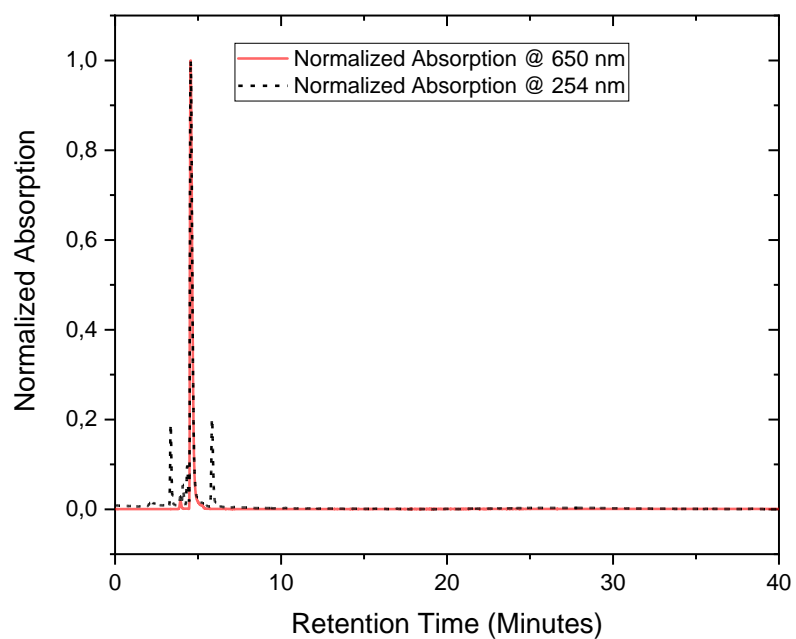 Normalized Absorption @ 650 nm
Normalized Absorption @ 254 nm
Normalized Absorption
1,0
0,8
0,6
0,4
0,2
0,0
0
10
20
30
40
Retention Time (Minutes)